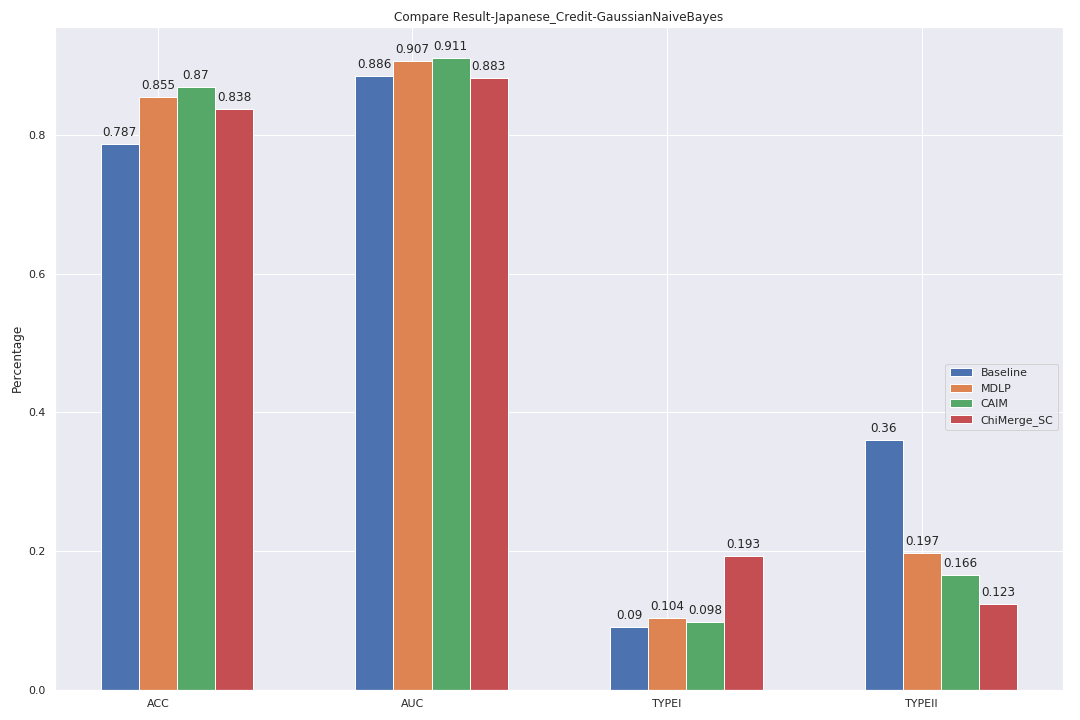 Compare Result-Japanese_Credit-GaussianNaiveBayes
Percentage
0.8
0.6
0.4
0.2
0.0
0.787
0.855
0.87
0.838
0.886
0.907
0.911
0.883
0.09
0.104
0.098
0.193
0.36
0.197
0.166
0.123
Baseline
MDLP
CAIM
ChiMerge_SC
ACC
AUC
TYPEI
TYPEII